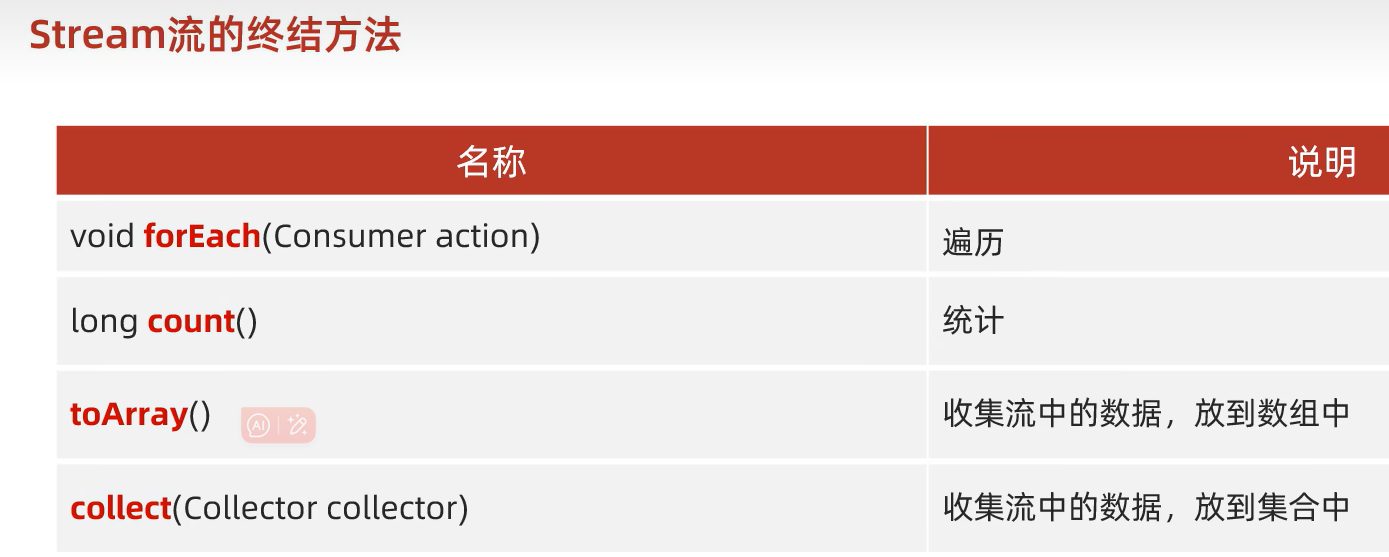 Stream流的终结方法
名称 说明
void forEach(Consumer action) 遍历
long count() 统计
toArray() 收集流中的数据，放到数组中
AI
collect(Collector collector) 收集流中的数据，放到集合中